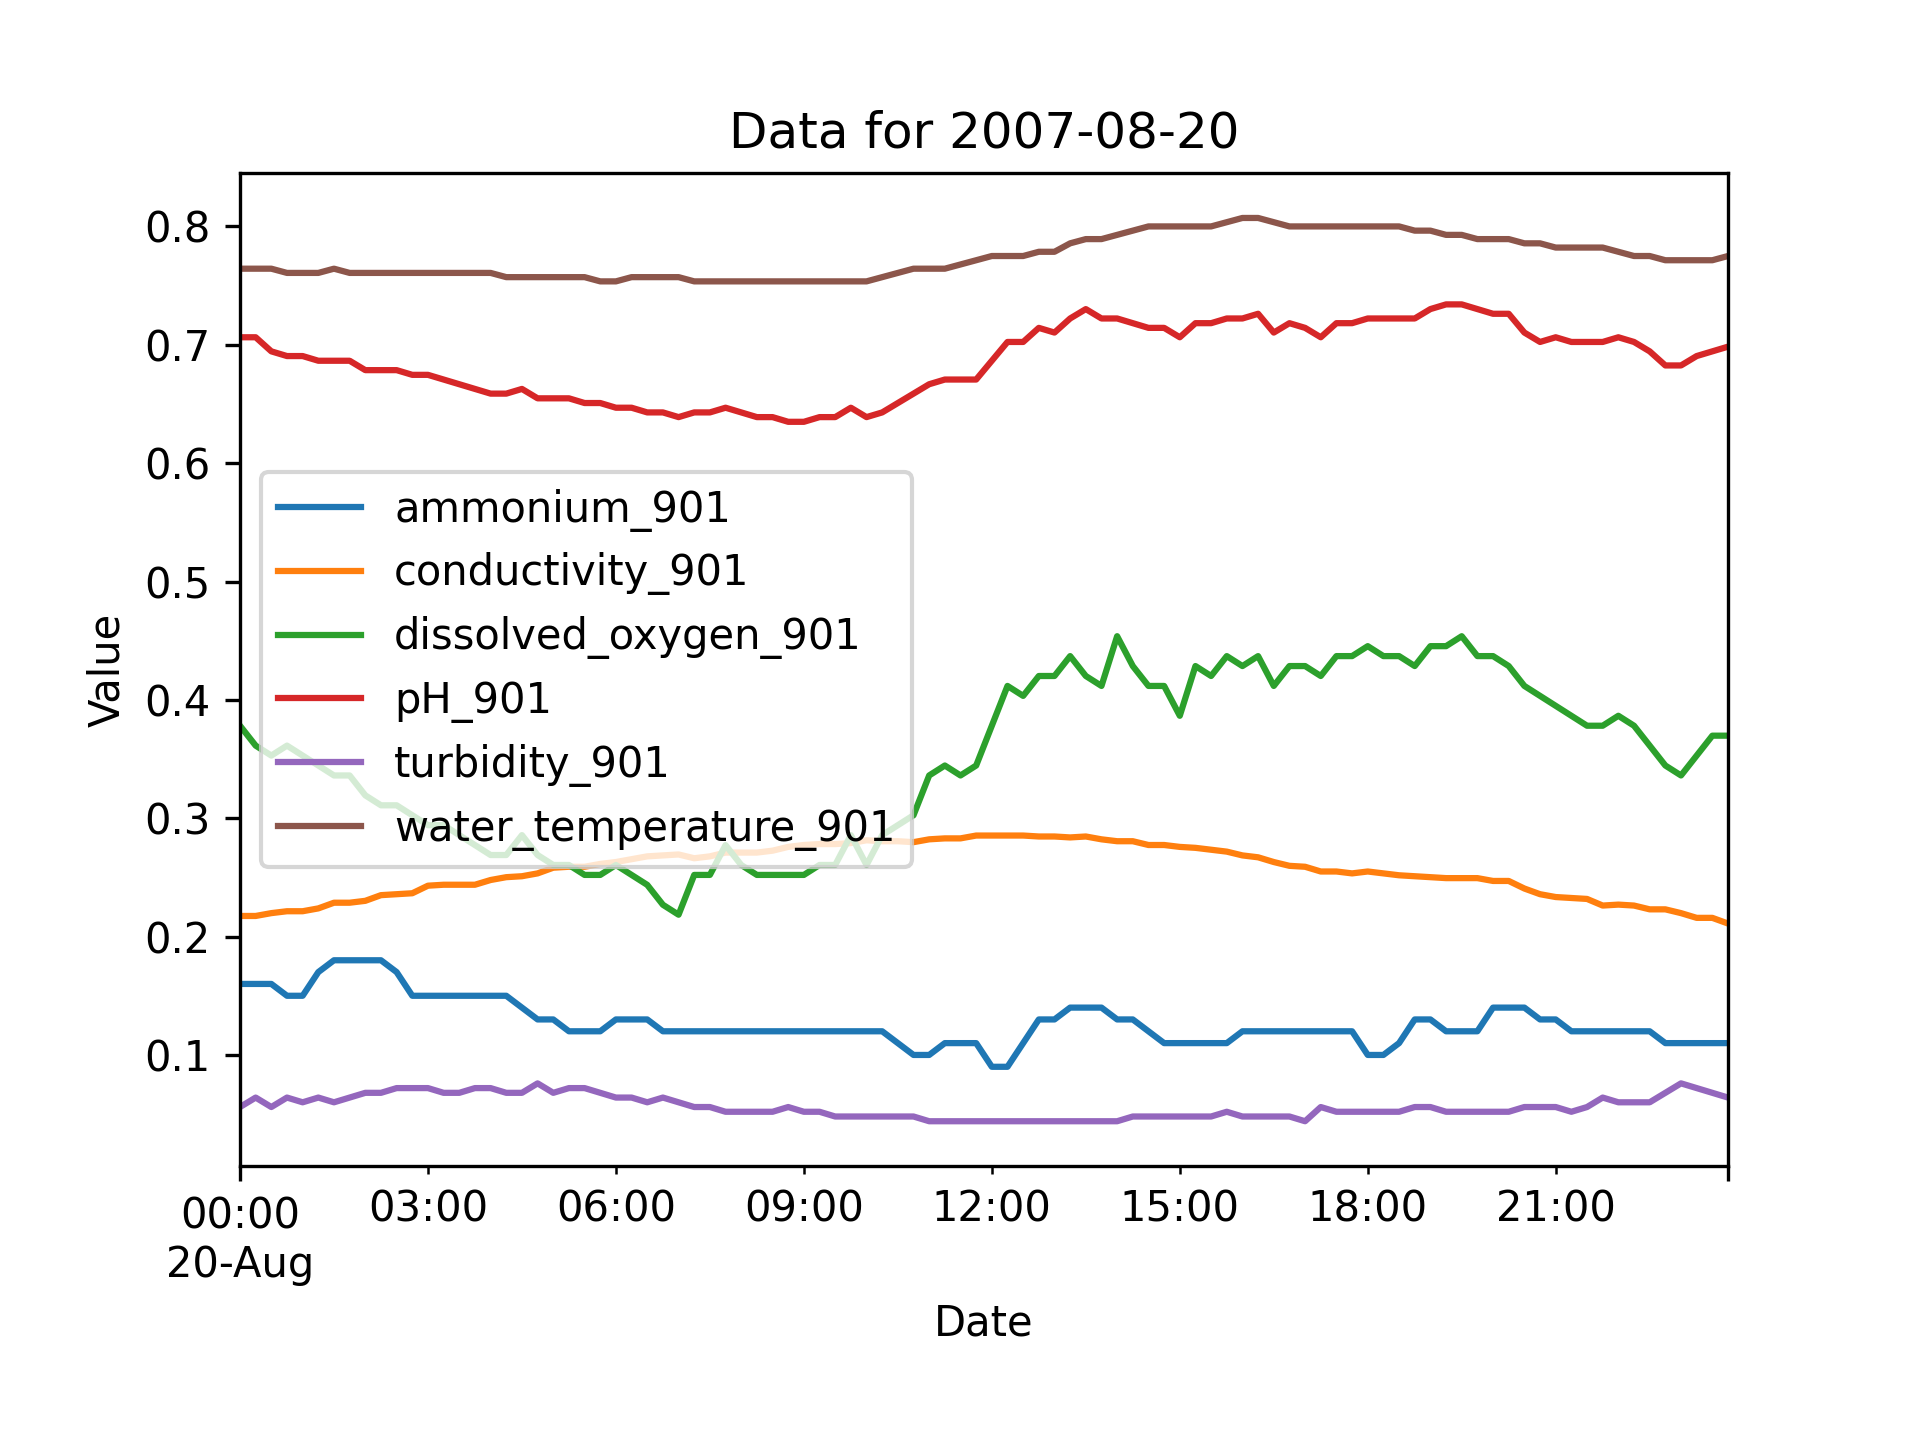 Data for 2007-08-20
Value
0.8
0.7
0.6
0.5
0.4
0.3
0.2
0.1
ammonium_901
conductivity_901
dissolved_oxygen_901
pH_901
turbidity_901
water_temperature_901
00:00 03:00 06:00 09:00 12:00 15:00 18:00 21:00
20-Aug
Date